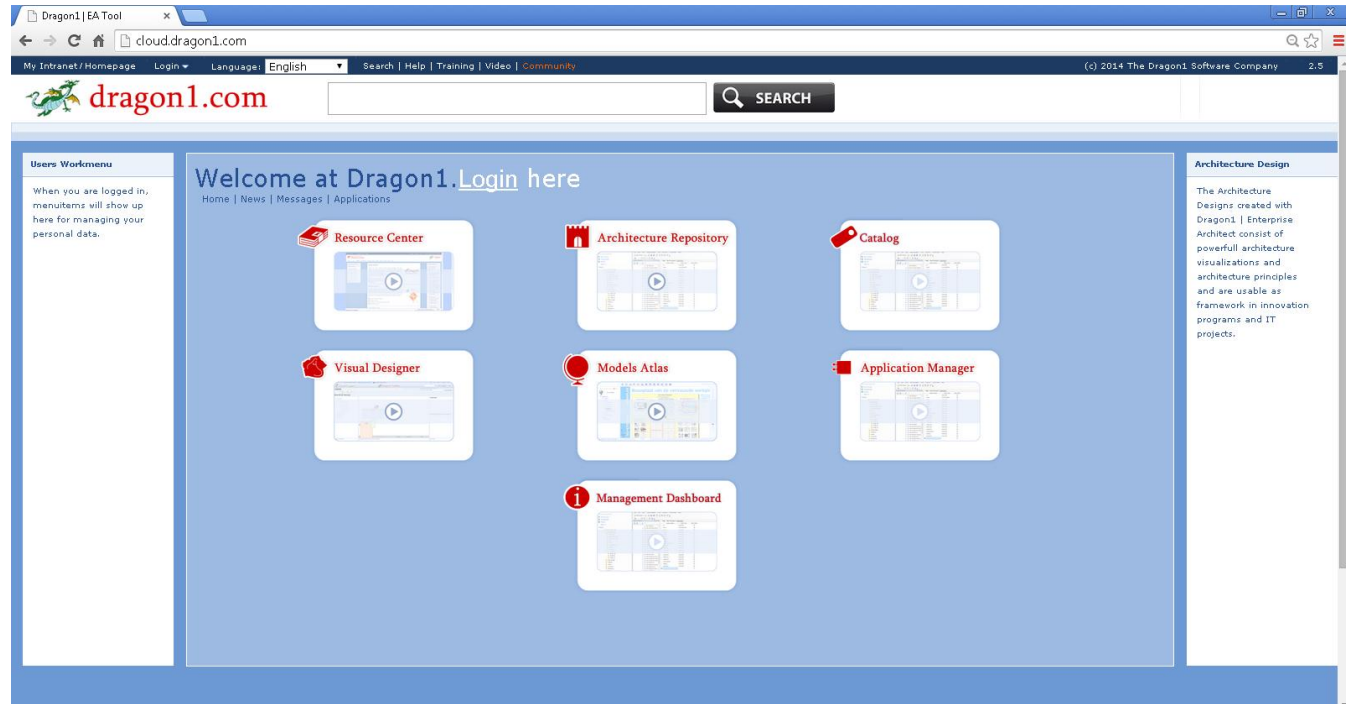 Dragon1 | EA Tool
cloud.dragon1.com
My Intranet / Homepage Login Language: English Search | Help | Training | Video | Community (c) 2014 The Dragon1 Software Company 2.5
dragon1.com SEARCH
Users Workmenu
When you are logged in,
menuitems will show up
here for managing your
personal data.
Welcome at Dragon1.Login here
Home | News | Messages | Applications
Resource Center
Architecture Repository
Catalog
Visual Designer
Models Atlas
Application Manager
Management Dashboard
Architecture Design
The Architecture
Designs created with
Dragon1 | Enterprise
Architect consist of
powerfull architecture
visualizations and
architecture principles
and are usable as
framework in innovation
programs and IT
projects.